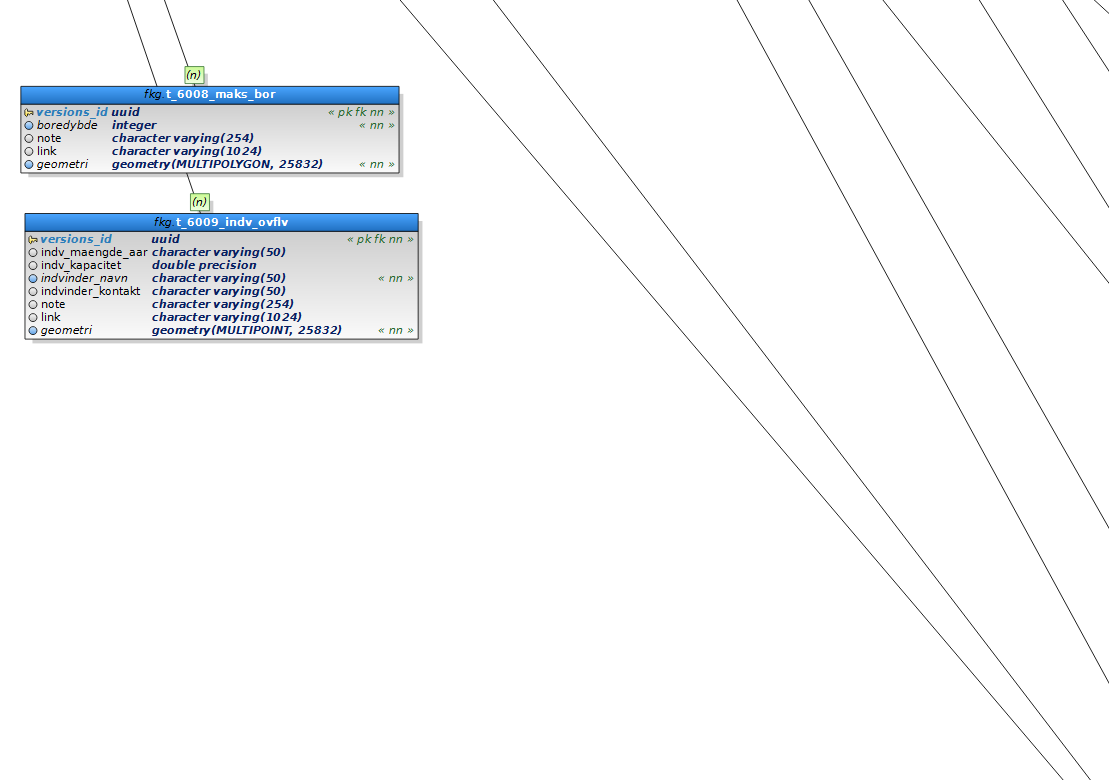 (n)
fkg.t_6008_maks_bor
versions_id uuid « pk fk nn »
boredybde integer « nn »
note character varying(254)
link character varying(1024)
geometri geometry(MULTIPOLYGON, 25832) « nn »
(n)
fkg.t_6009_indv_ovflv
versions_id uuid « pk fk nn »
indv_maengde_aar character varying(50)
indv_kapacitet double precision
indvinder_navn character varying(50) « nn »
indvinder_kontakt character varying(50)
note character varying(254)
link character varying(1024)
geometri geometry(MULTIPOINT, 25832) « nn »